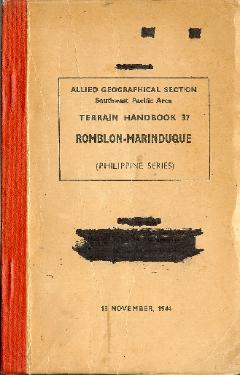 ALLIED GEOGRAPHICAL SECTION
Southwest Pacific Area
TERRAIN HANDBOOK 37
ROMBLON-MARINDUQUE
(PHILIPPINE SERIES)
15 NOVEMBER, 1944